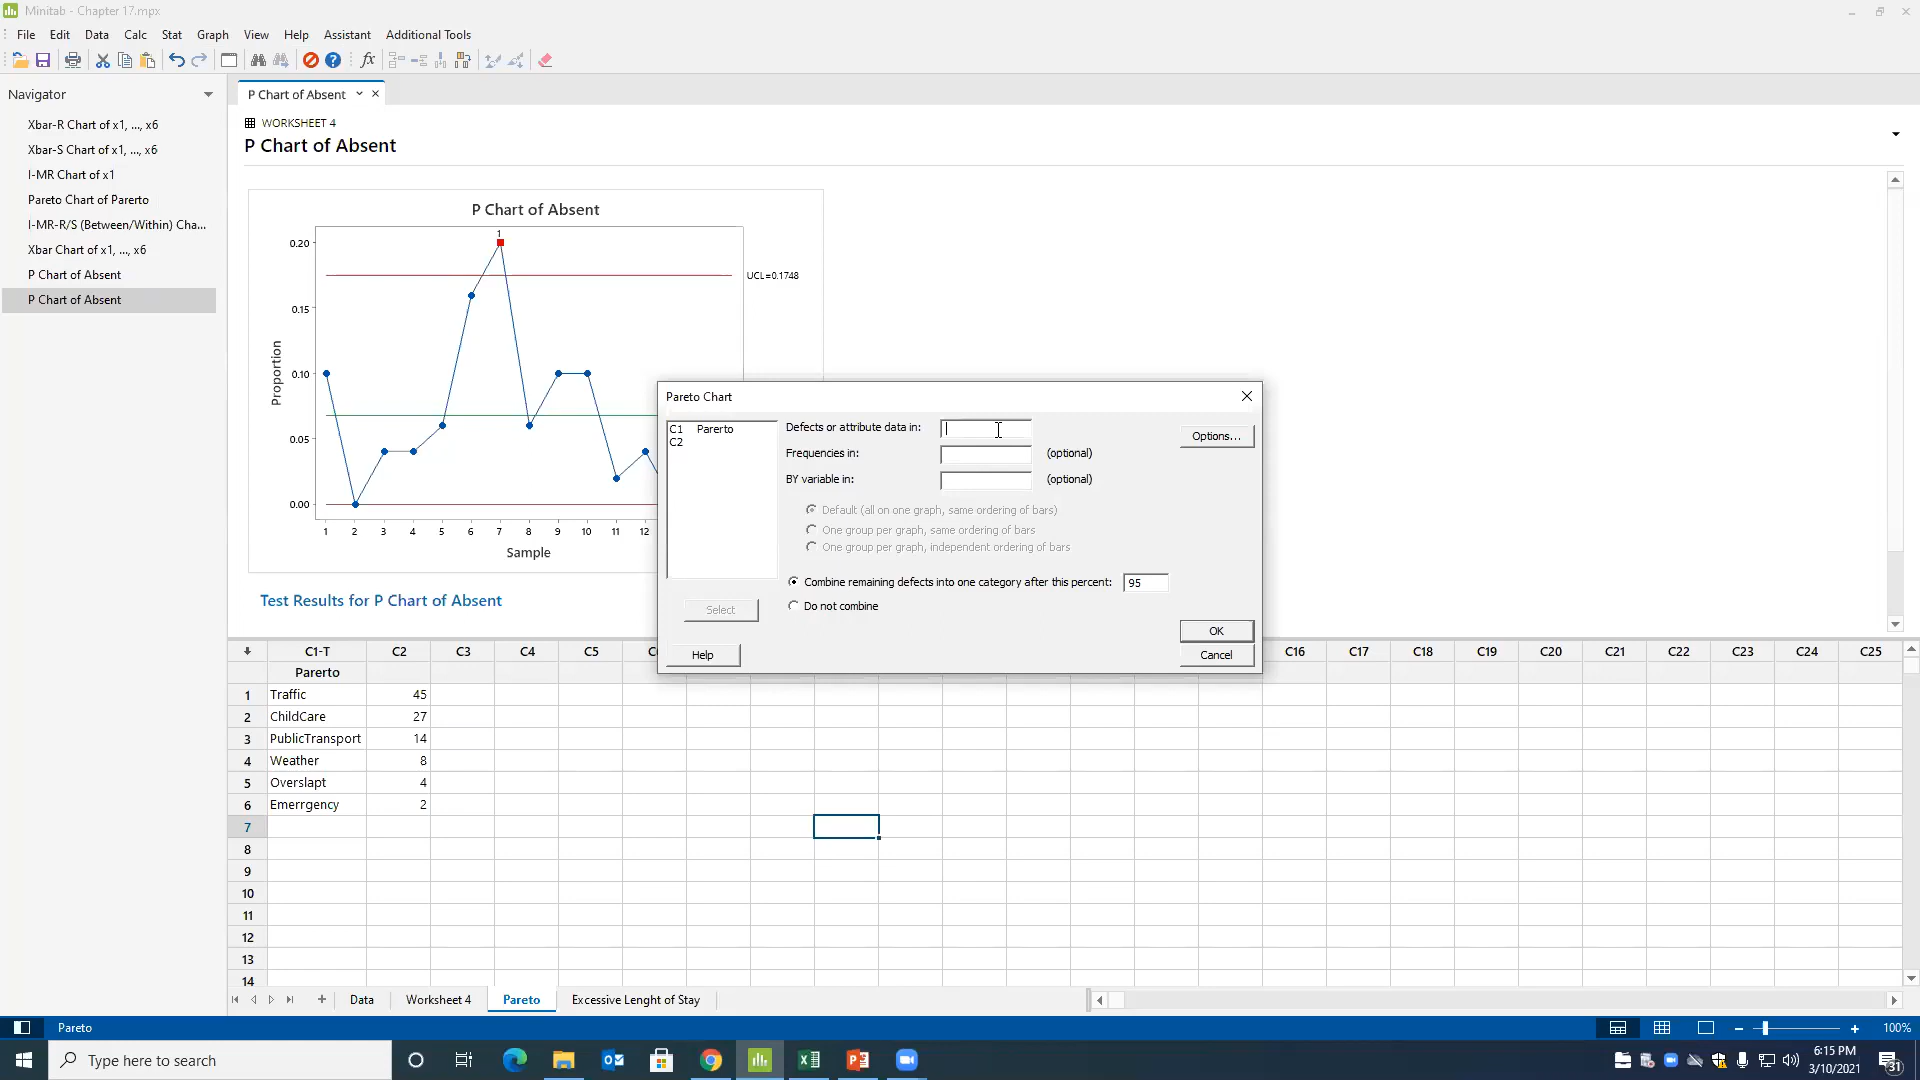 Minitab - Chapter 17.mpx
File Edit Data Calc Stat Graph View Help Assistant Additional Tools
Navigator
Xbar-R Chart of x1, ..., x6
Xbar-S Chart of x1, ..., x6
I-MR Chart of x1
Pareto Chart of Parerto
I-MR-R/S (Between/Within) Cha...
Xbar Chart of x1, ..., x6
P Chart of Absent
P Chart of Absent
P Chart of Absent
WORKSHEET 4
P Chart of Absent
P Chart of Absent
1
0.20
UCL=0.1748
0.15
0.10
0.05
0.00
Proportion
1 2 3 4 5 6 7 8 9 10 11 12
Sample
Test Results for P Chart of Absent
Pareto Chart
C1 Parerto
C2
Defects or attribute data in:
Frequencies in: (optional)
BY variable in: (optional)
Default (all on one graph, same ordering of bars)
One group per graph, same ordering of bars
One group per graph, independent ordering of bars
Combine remaining defects into one category after this percent: 95
Do not combine
Options...
Select
Help
OK
Cancel
C1-T C2 C3 C4 C5 C16 C17 C18 C19 C20 C21 C22 C23 C24 C25
Parerto
1 Traffic 45
2 ChildCare 27
3 PublicTransport 14
4 Weather 8
5 Overslapt 4
6 Emerrgency 2
7
8
9
10
11
12
13
14
Data Worksheet 4 Pareto Excessive Lenght of Stay
Pareto
100%
Type here to search
6:15 PM
3/10/2021
31